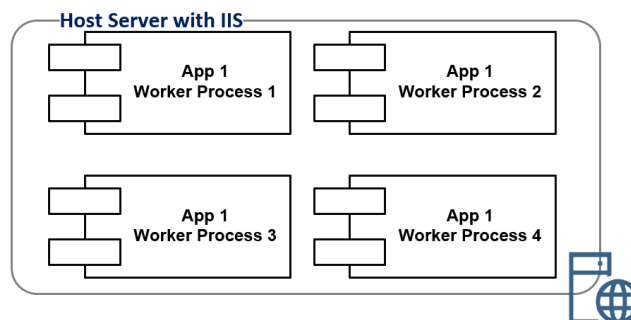 Host Server with IIS
App 1
Worker Process 1
App 1
Worker Process 2
App 1
Worker Process 3
App 1
Worker Process 4